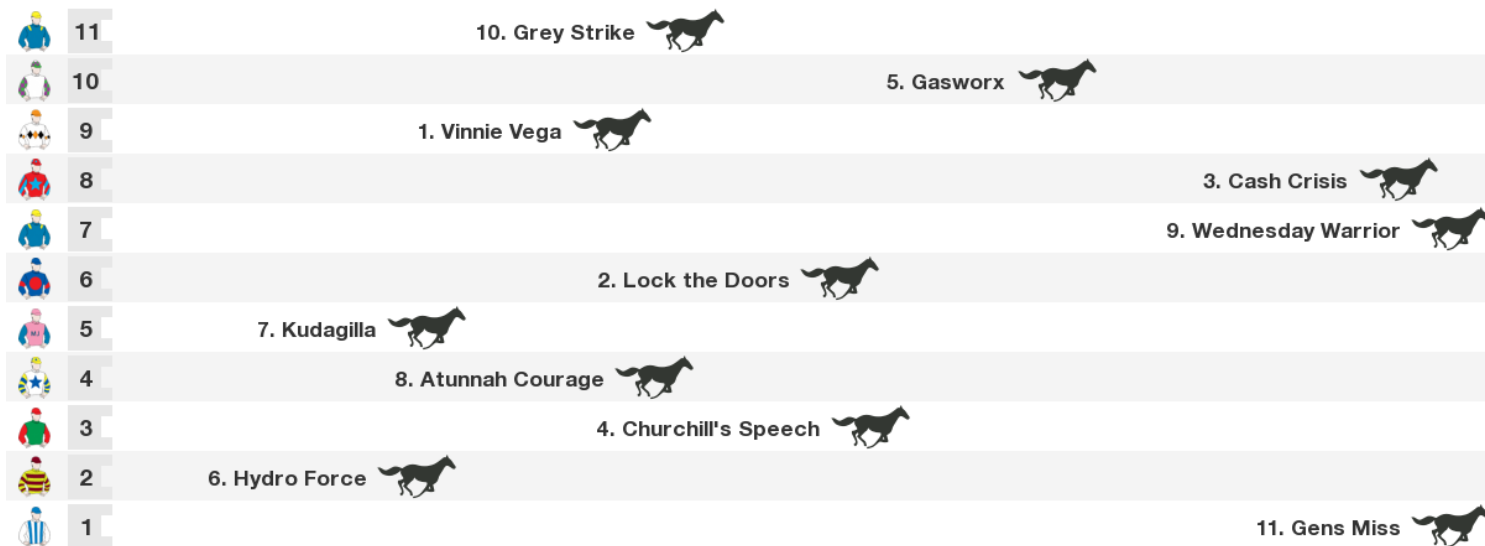 11 10. Grey Strike
10 5. Gasworx
9 1. Vinnie Vega
8 3. Cash Crisis
7 9. Wednesday Warrior
6 2. Lock the Doors
5 7. Kudagilla
4 8. Atunnah Courage
3 4. Churchill's Speech
2 6. Hydro Force
1 11. Gens Miss